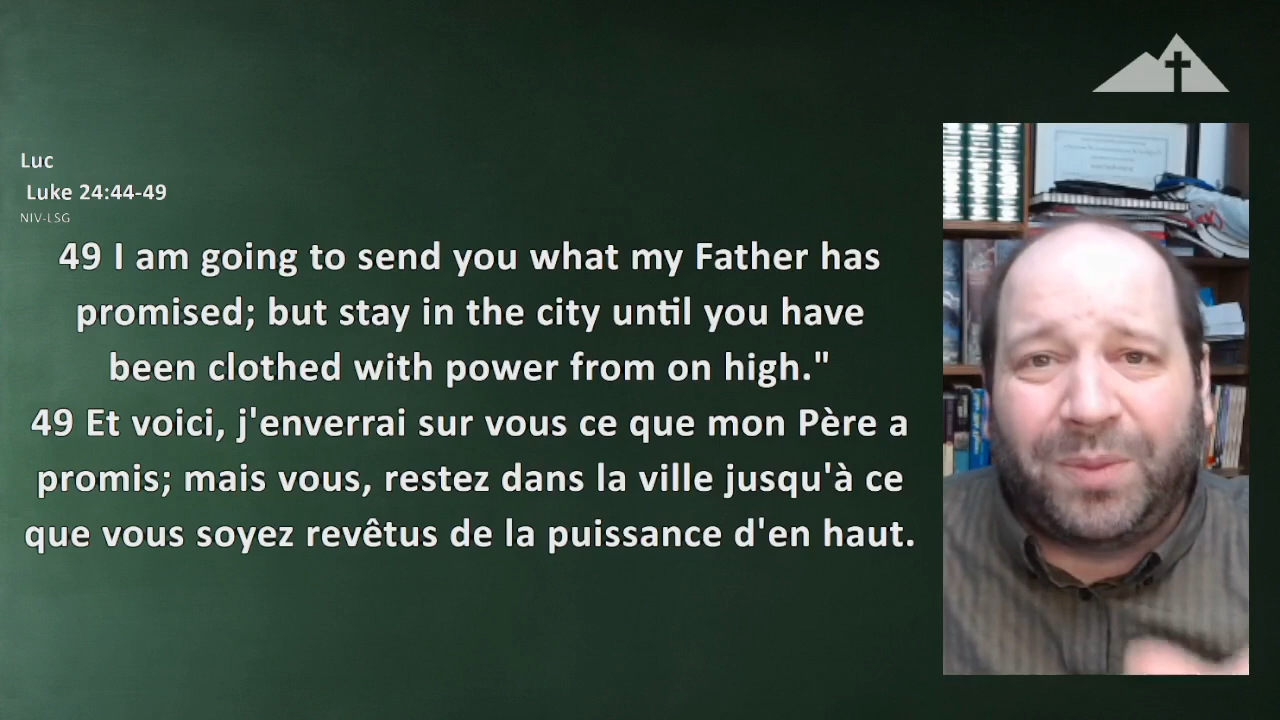 Luc
Luke 24:44-49
NIV-LSG
49 I am going to send you what my Father has
promised; but stay in the city until you have
been clothed with power from on high."
49 Et voici, j'enverrai sur vous ce que mon Père a
promis; mais vous, restez dans la ville jusqu'à ce
que vous soyez revêtus de la puissance d'en haut.